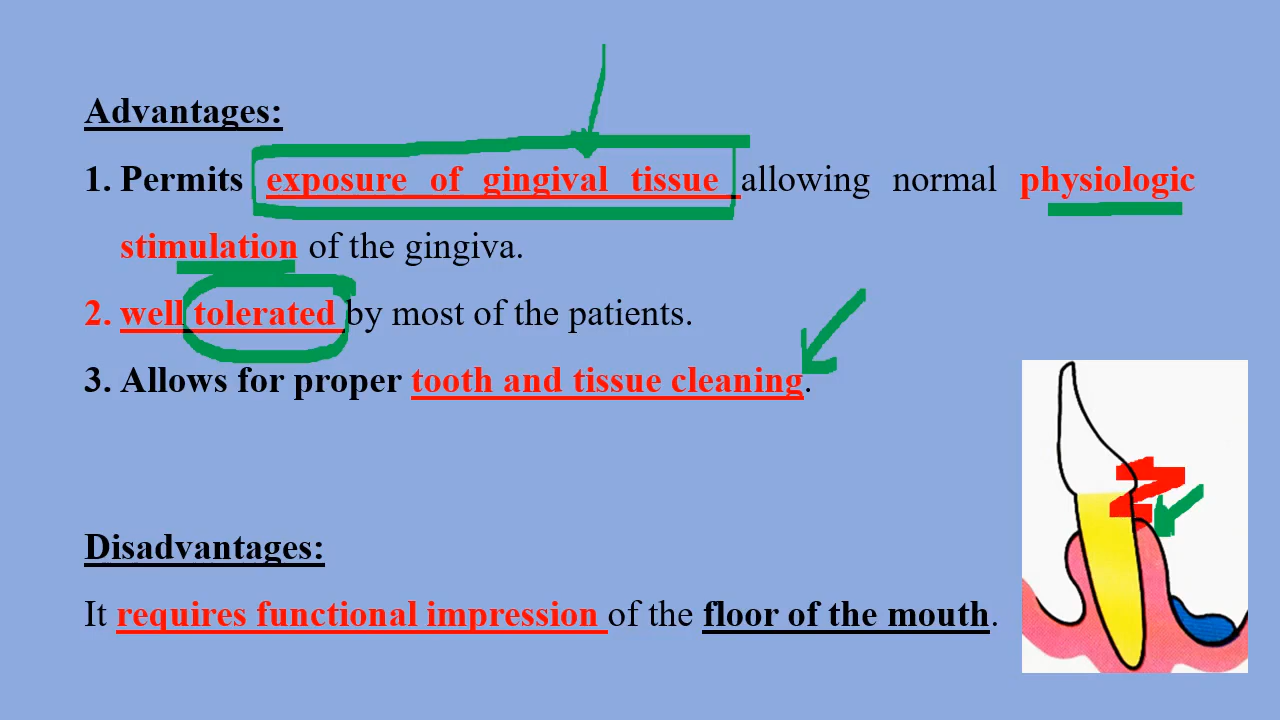 Advantages:
1. Permits exposure of gingival tissue allowing normal physiologic
stimulation of the gingiva.
2. well tolerated by most of the patients.
3. Allows for proper tooth and tissue cleaning.
Disadvantages:
It requires functional impression of the floor of the mouth.